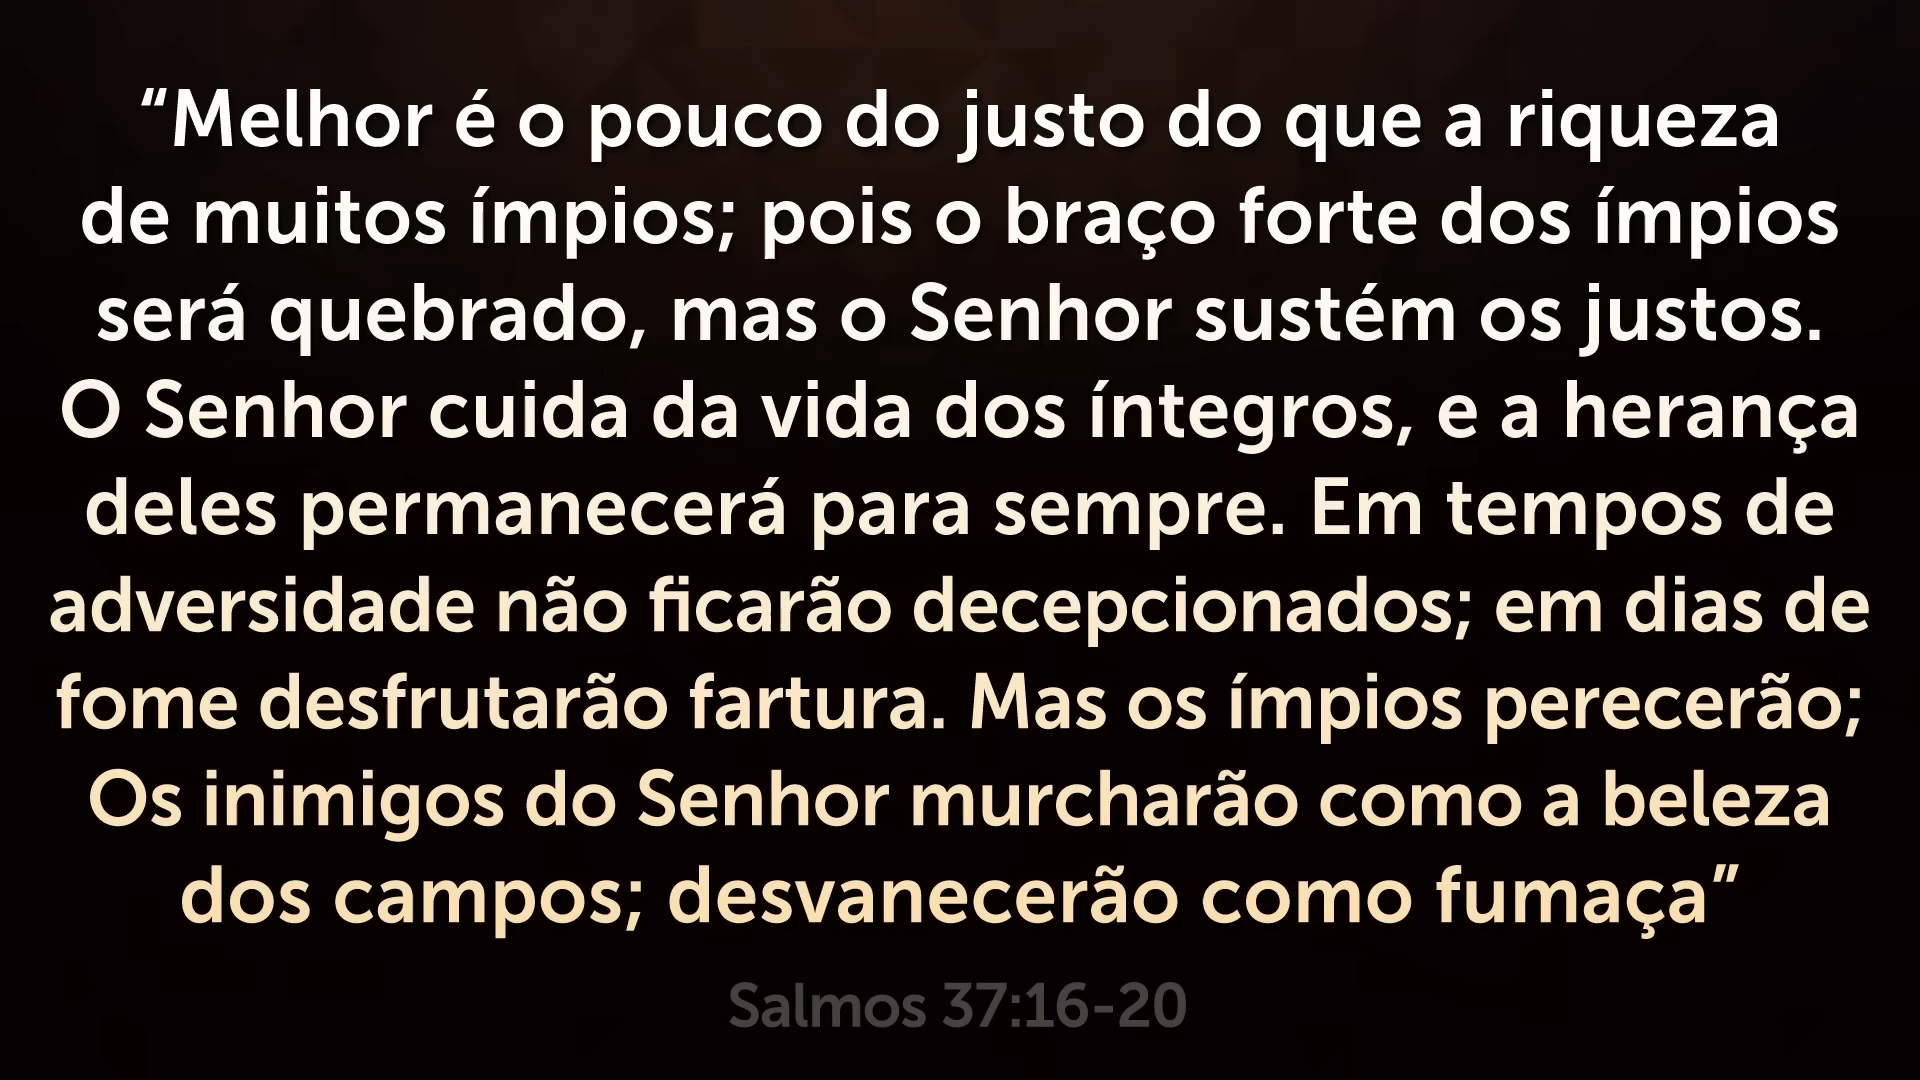 “Melhor é o pouco do justo do que a riqueza
de muitos ímpios; pois o braço forte dos ímpios
será quebrado, mas o Senhor sustém os justos.
O Senhor cuida da vida dos íntegros, e a herança
deles permanecerá para sempre. Em tempos de
adversidade não ficarão decepcionados; em dias de
fome desfrutarão fartura. Mas os ímpios perecerão;
Os inimigos do Senhor murcharão como a beleza
dos campos; desvanecerão como fumaça”
Salmos 37:16-20